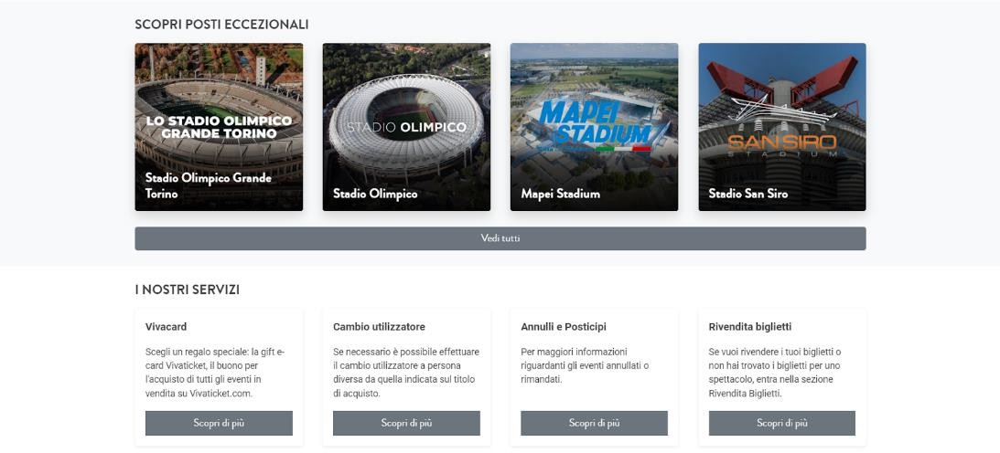 SCOPRI POSTI ECCEZIONALI
LO STADIO OLIMPICO
GRANDE TORINO
Stadio Olimpico Grande
Torino
STADIO OLIMPICO
Stadio Olimpico
MAPEI
STADIUM
Mapei Stadium
SAN SIRO
STADIUM
Stadio San Siro
Vedi tutti
I NOSTRI SERVIZI
Vivacard
Scegli un regalo speciale: la gift e-
card Vivaticket, il buono per
l'acquisto di tutti gli eventi in
vendita su Vivaticket.com.
Scopri di più
Cambio utilizzatore
Se necessario è possibile effettuare
il cambio utilizzatore a persona
diversa da quella indicata sul titolo
di acquisto.
Scopri di più
Annulli e Posticipi
Per maggiori informazioni
riguardanti gli eventi annullati o
rimandati.
Scopri di più
Rivendita biglietti
Se vuoi rivendere i tuoi biglietti o
non hai trovato i biglietti per uno
spettacolo, entra nella sezione
Rivendita Biglietti.
Scopri di più